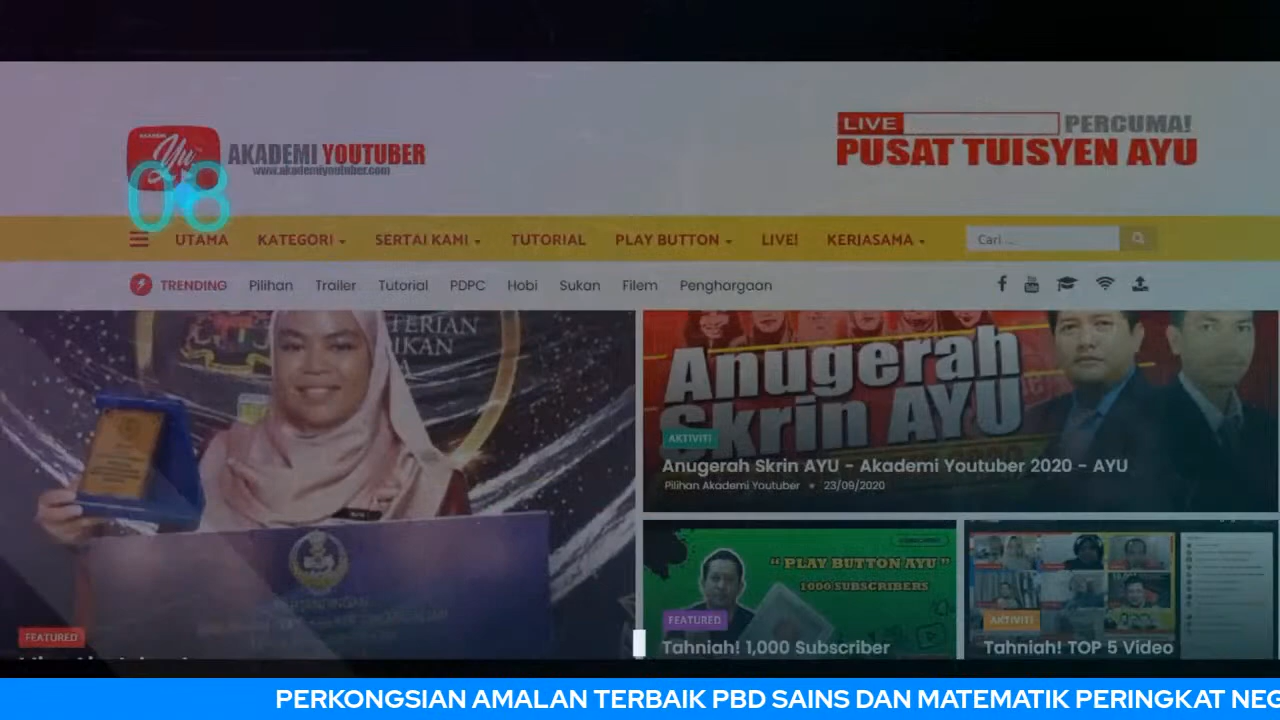 LIVE PERCUMA!
PUSAT TUISYEN AYU
AKADEMI YOUTUBER
www.akademiyoutuber.com
08
UTAMA KATEGORI SERTAI KAMI TUTORIAL PLAY BUTTON LIVE! KERJASAMA Cari ...
TRENDING Pilihan Trailer Tutorial PDPC Hobi Sukan Filem Penghargaan
Anugerah
Skrin AYU
AKTIVITI
Anugerah Skrin AYU - Akademi Youtuber 2020 - AYU
Pilihan Akademi Youtuber 23/09/2020
"PLAY BUTTON AYU"
1000 SUBSCRIBERS
FEATURED
Tahniah! 1,000 Subscriber
AKTIVITI
Tahniah! TOP 5 Video
FEATURED
PERKONGSIAN AMALAN TERBAIK PBD SAINS DAN MATEMATIK PERINGKAT NEG